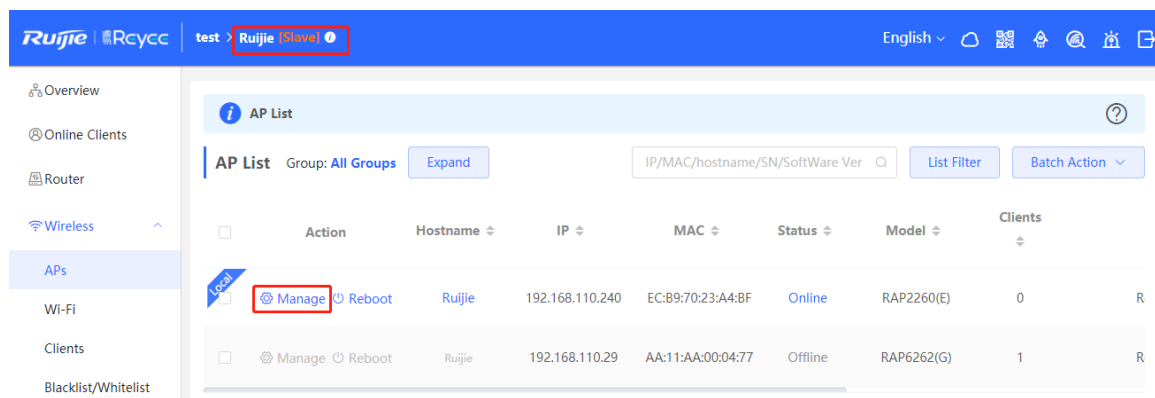 Ruijie | Reycc test > Ruijie [Slave] English
Overview
Online Clients
Router
Wireless
APs
Wi-Fi
Clients
Blacklist/Whitelist
AP List
AP List Group: All Groups Expand IP/MAC/hostname/SN/SoftWare Ver List Filter Batch Action
Action Hostname IP MAC Status Model Clients
Local
Manage Reboot Ruijie 192.168.110.240 EC:B9:70:23:A4:BF Online RAP2260(E) 0 R
Manage Reboot Ruijie 192.168.110.29 AA:11:AA:00:04:77 Offline RAP6262(G) 1 R